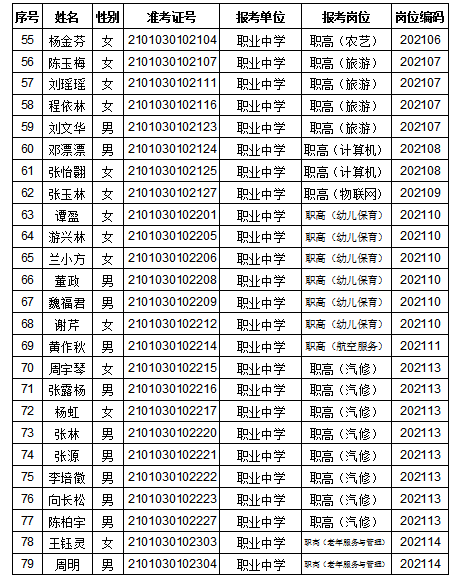 序号 姓名 性别 准考证号 报考单位 报考岗位 岗位编码
55 杨金芬 女 2101030102104 职业中学 职高（农艺） 202106
56 陈玉梅 女 2101030102107 职业中学 职高（旅游） 202107
57 刘瑶瑶 女 2101030102111 职业中学 职高（旅游） 202107
58 程依林 女 2101030102116 职业中学 职高（旅游） 202107
59 刘文华 男 2101030102123 职业中学 职高（旅游） 202107
60 邓漂漂 男 2101030102124 职业中学 职高（计算机） 202108
61 张怡翾 女 2101030102125 职业中学 职高（计算机） 202108
62 张玉林 女 2101030102127 职业中学 职高（物联网） 202109
63 谭盈 女 2101030102201 职业中学 职高（幼儿保育） 202110
64 游兴林 女 2101030102205 职业中学 职高（幼儿保育） 202110
65 兰小方 女 2101030102206 职业中学 职高（幼儿保育） 202110
66 董政 男 2101030102208 职业中学 职高（幼儿保育） 202110
67 魏福君 男 2101030102209 职业中学 职高（幼儿保育） 202110
68 谢芹 女 2101030102212 职业中学 职高（幼儿保育） 202110
69 黄作秋 男 2101030102214 职业中学 职高（航空服务） 202111
70 周宇琴 女 2101030102215 职业中学 职高（汽修） 202113
71 张露杨 男 2101030102216 职业中学 职高（汽修） 202113
72 杨虹 女 2101030102217 职业中学 职高（汽修） 202113
73 张林 男 2101030102220 职业中学 职高（汽修） 202113
74 张源 男 2101030102221 职业中学 职高（汽修） 202113
75 李培徽 男 2101030102222 职业中学 职高（汽修） 202113
76 向长松 男 2101030102223 职业中学 职高（汽修） 202113
77 陈柏宇 男 2101030102227 职业中学 职高（汽修） 202113
78 王钰灵 女 2101030102303 职业中学 职高（老年服务与管理） 202114
79 周明 男 2101030102304 职业中学 职高（老年服务与管理） 202114